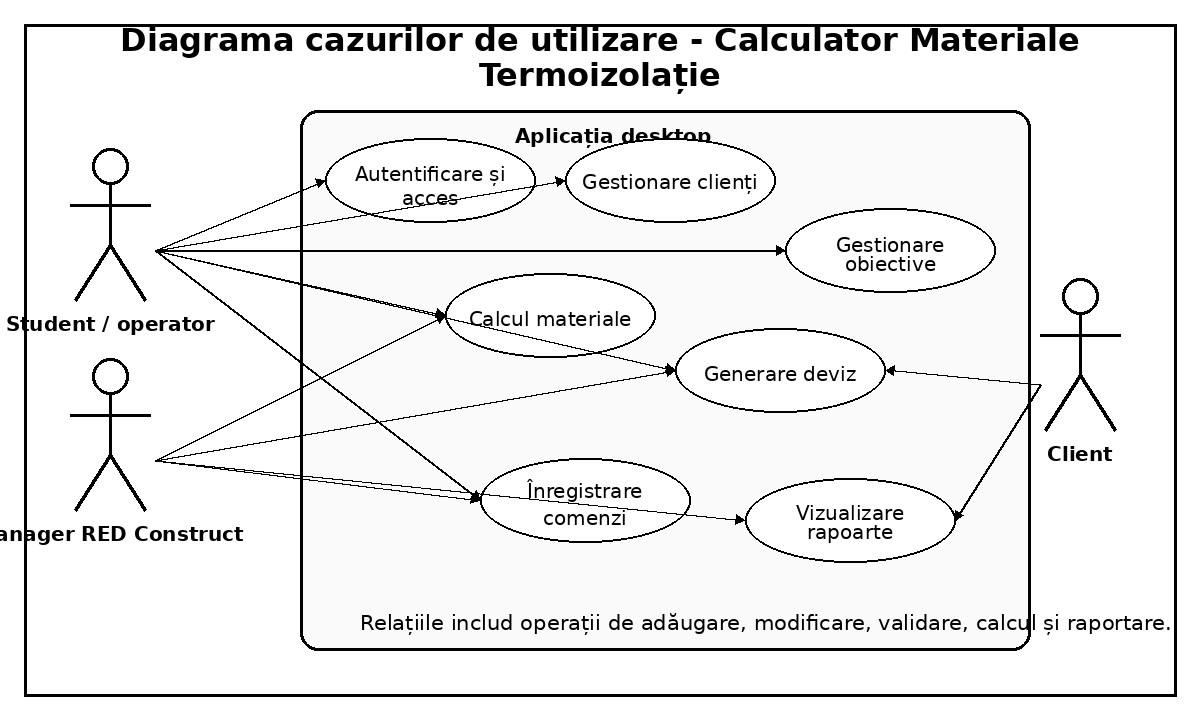 Diagrama cazurilor de utilizare - Calculator Materiale
Termoizolație
Aplicația desktop
Autentificare și
acces
Gestionare clienți
Gestionare
obiective
Student / operator
Calcul materiale
Generare deviz
Client
Înregistrare
comenzi
Vizualizare
rapoarte
anager RED Construct
Relațiile includ operații de adăugare, modificare, validare, calcul și raportare.